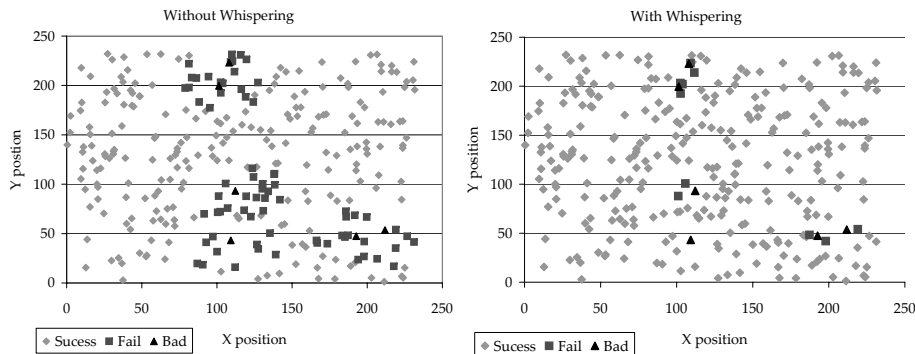 Without Whispering
250
200
150
100
50
0
0 50 100 150 200 250
Y postion
X position
Sucess Fail Bad
With Whispering
250
200
150
100
50
0
0 50 100 150 200 250
Y position
X position
Sucess Fail Bad